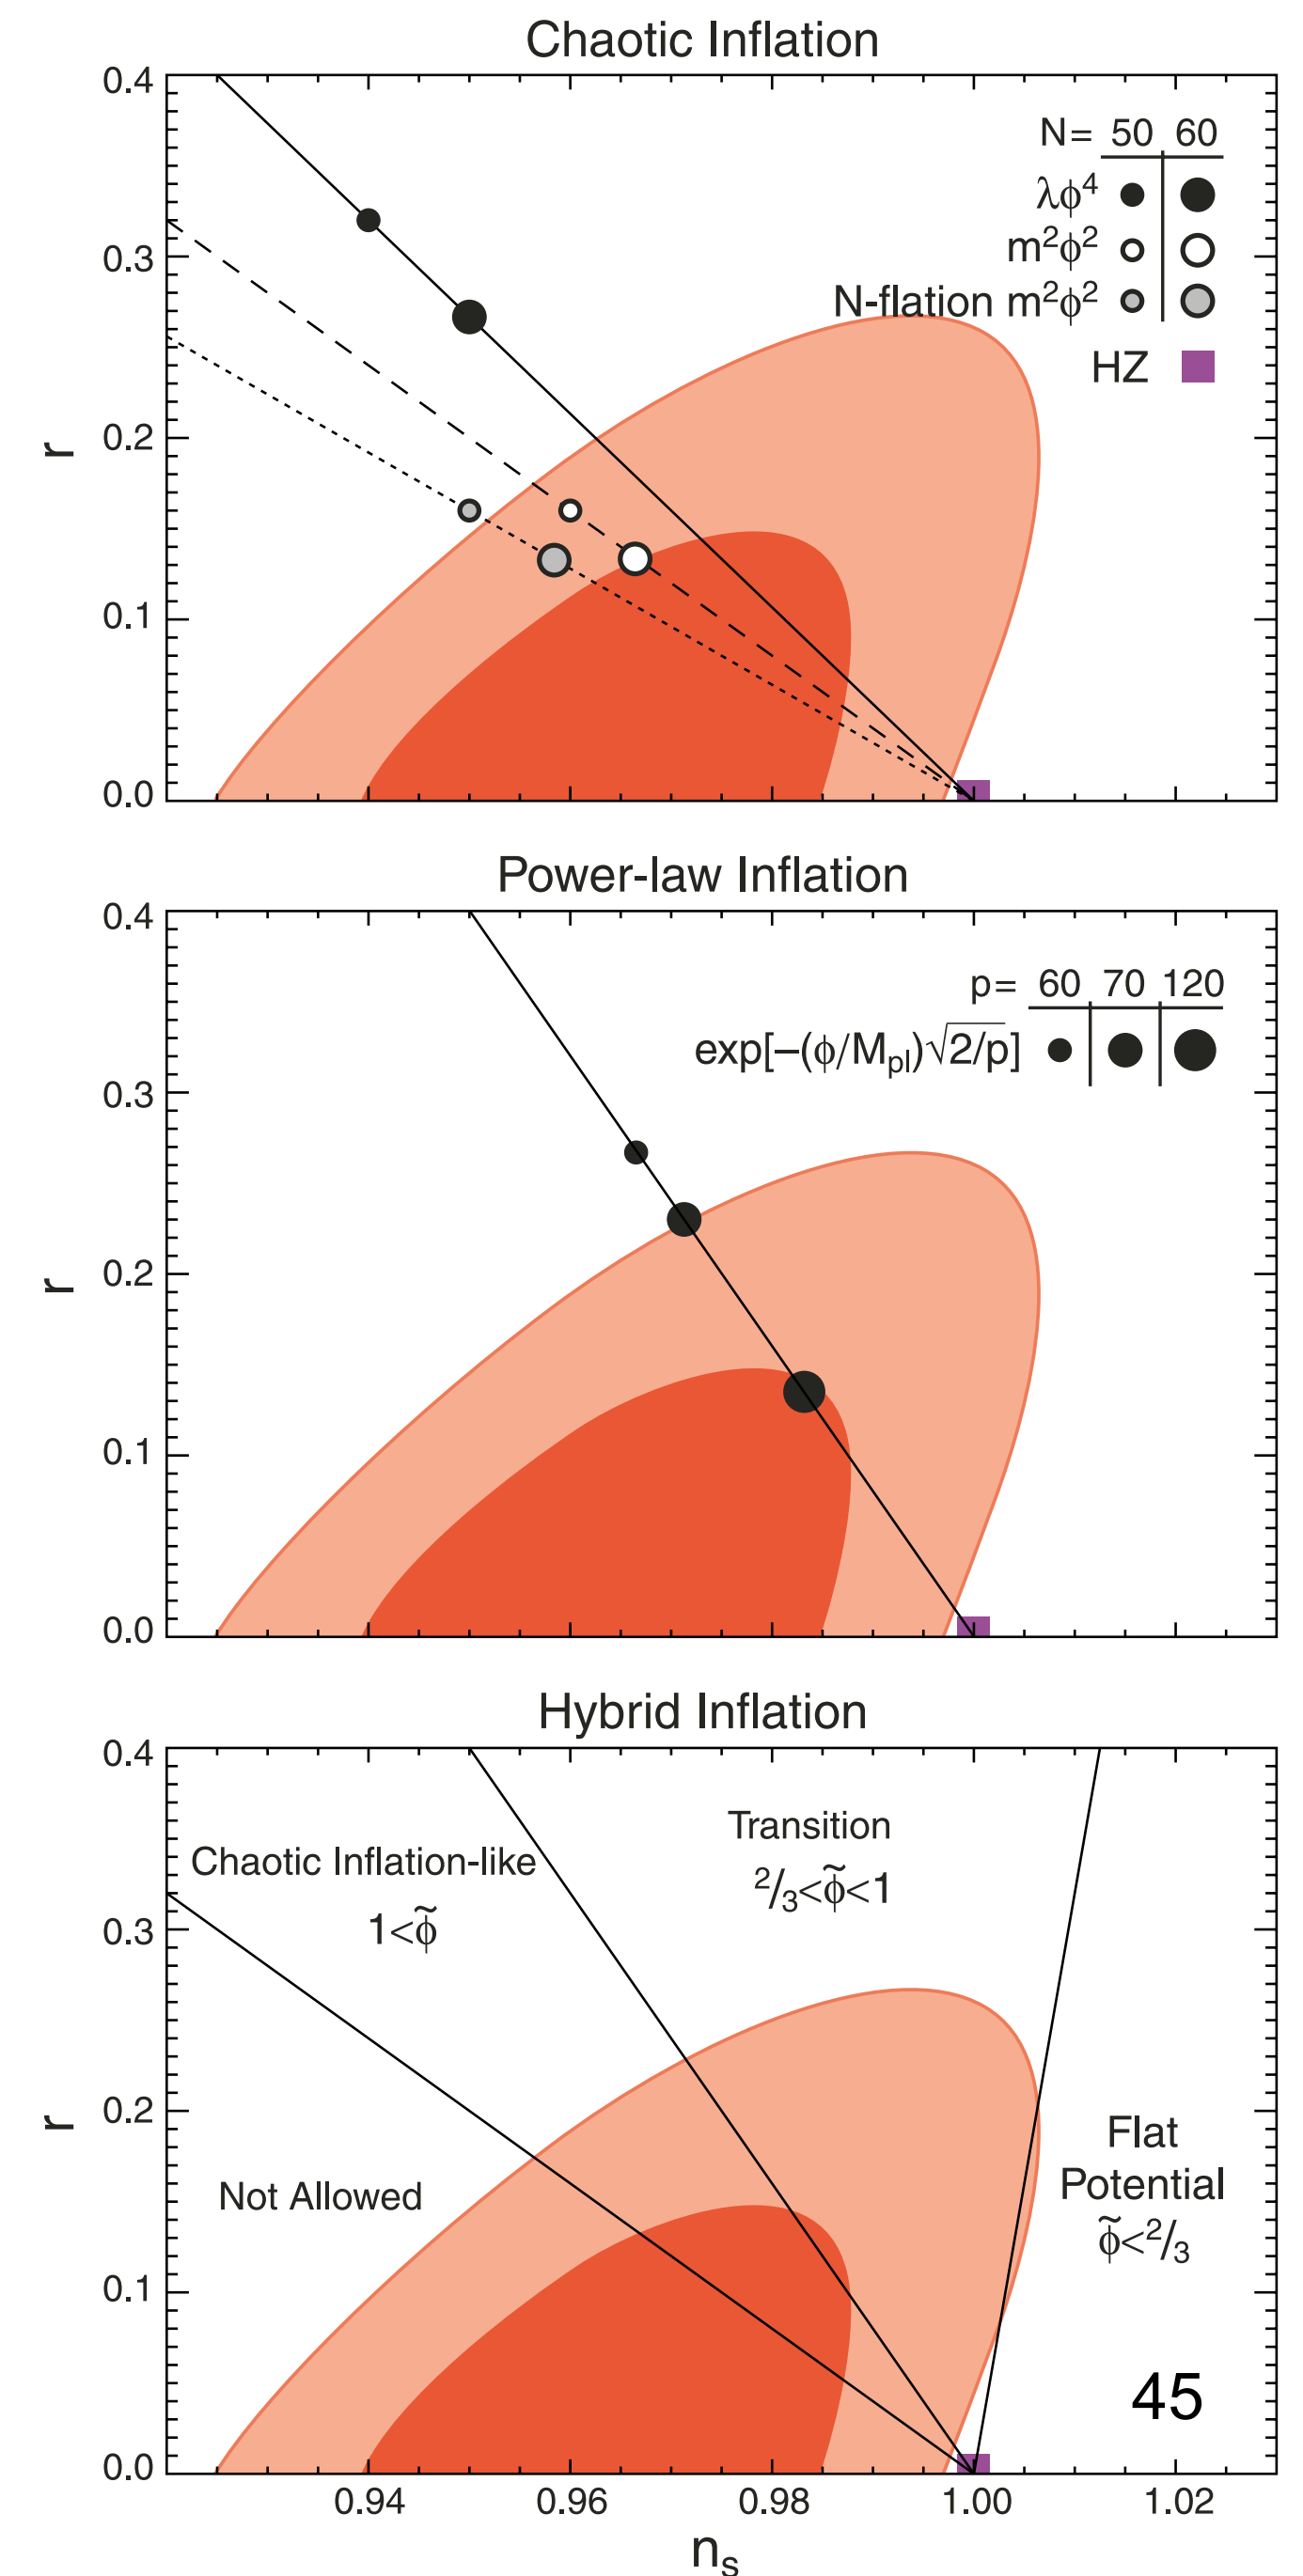 Chaotic Inflation
0.4
0.3
0.2
0.1
0.0
r
N= 50 60
λϕ⁴
m²ϕ²
N-flation m²ϕ²
HZ
Power-law Inflation
0.4
0.3
0.2
0.1
0.0
r
p= 60 70 120
exp[−(ϕ/Mpl)√2/p]
Hybrid Inflation
0.4
0.3
0.2
0.1
0.0
r
Transition
2/3<ϕ̃<1
Chaotic Inflation-like
1<ϕ̃
Not Allowed
Flat
Potential
ϕ̃<2/3
45
0.94 0.96 0.98 1.00 1.02
ns